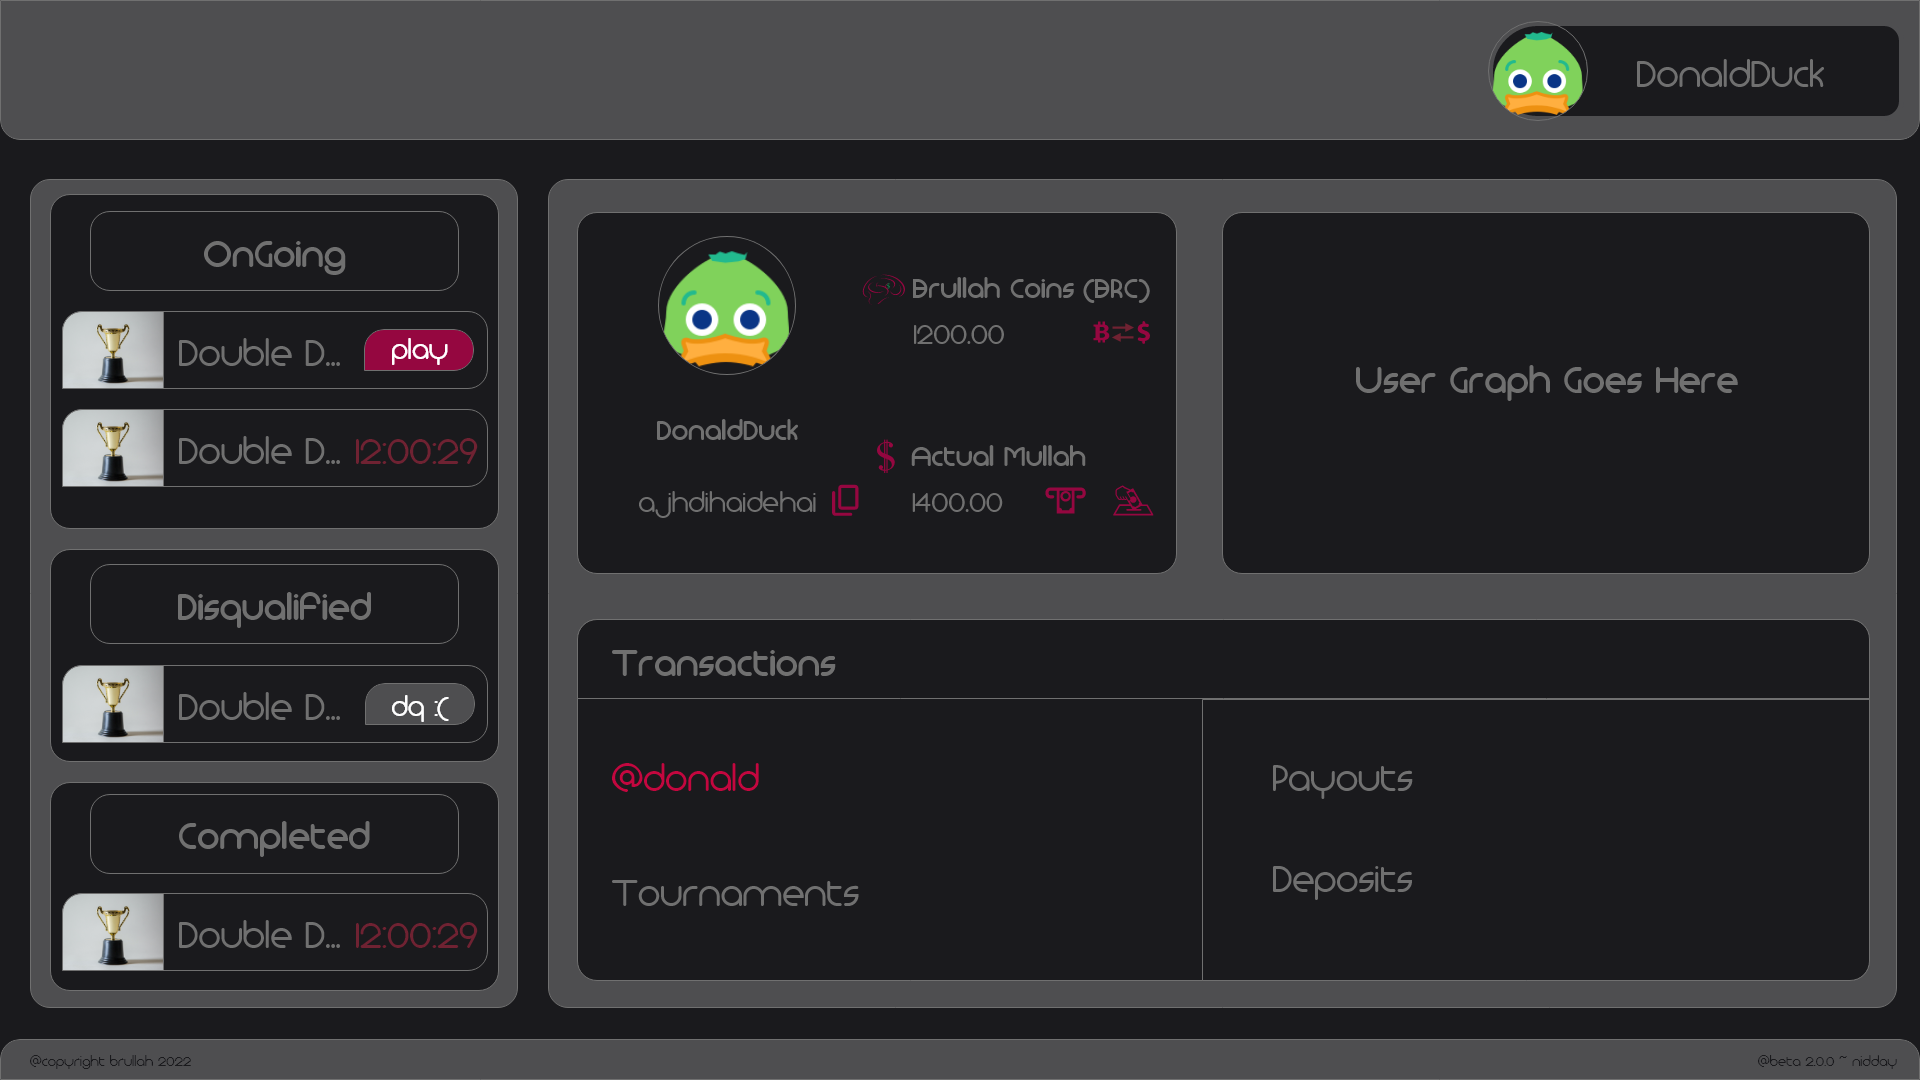 DonaldDuck
OnGoing
Double D...
play
Double D...
12:00:29
Disqualified
Double D...
dq :(
Completed
Double D...
12:00:29
DonaldDuck
ajhdihaidehai
Brullah Coins (BRC)
1200.00
$ Actual Mullah
1400.00
User Graph Goes Here
Transactions
@donald
Tournaments
Payouts
Deposits
@copyright brullah 2022
@beta 2.0.0 ~ nidday